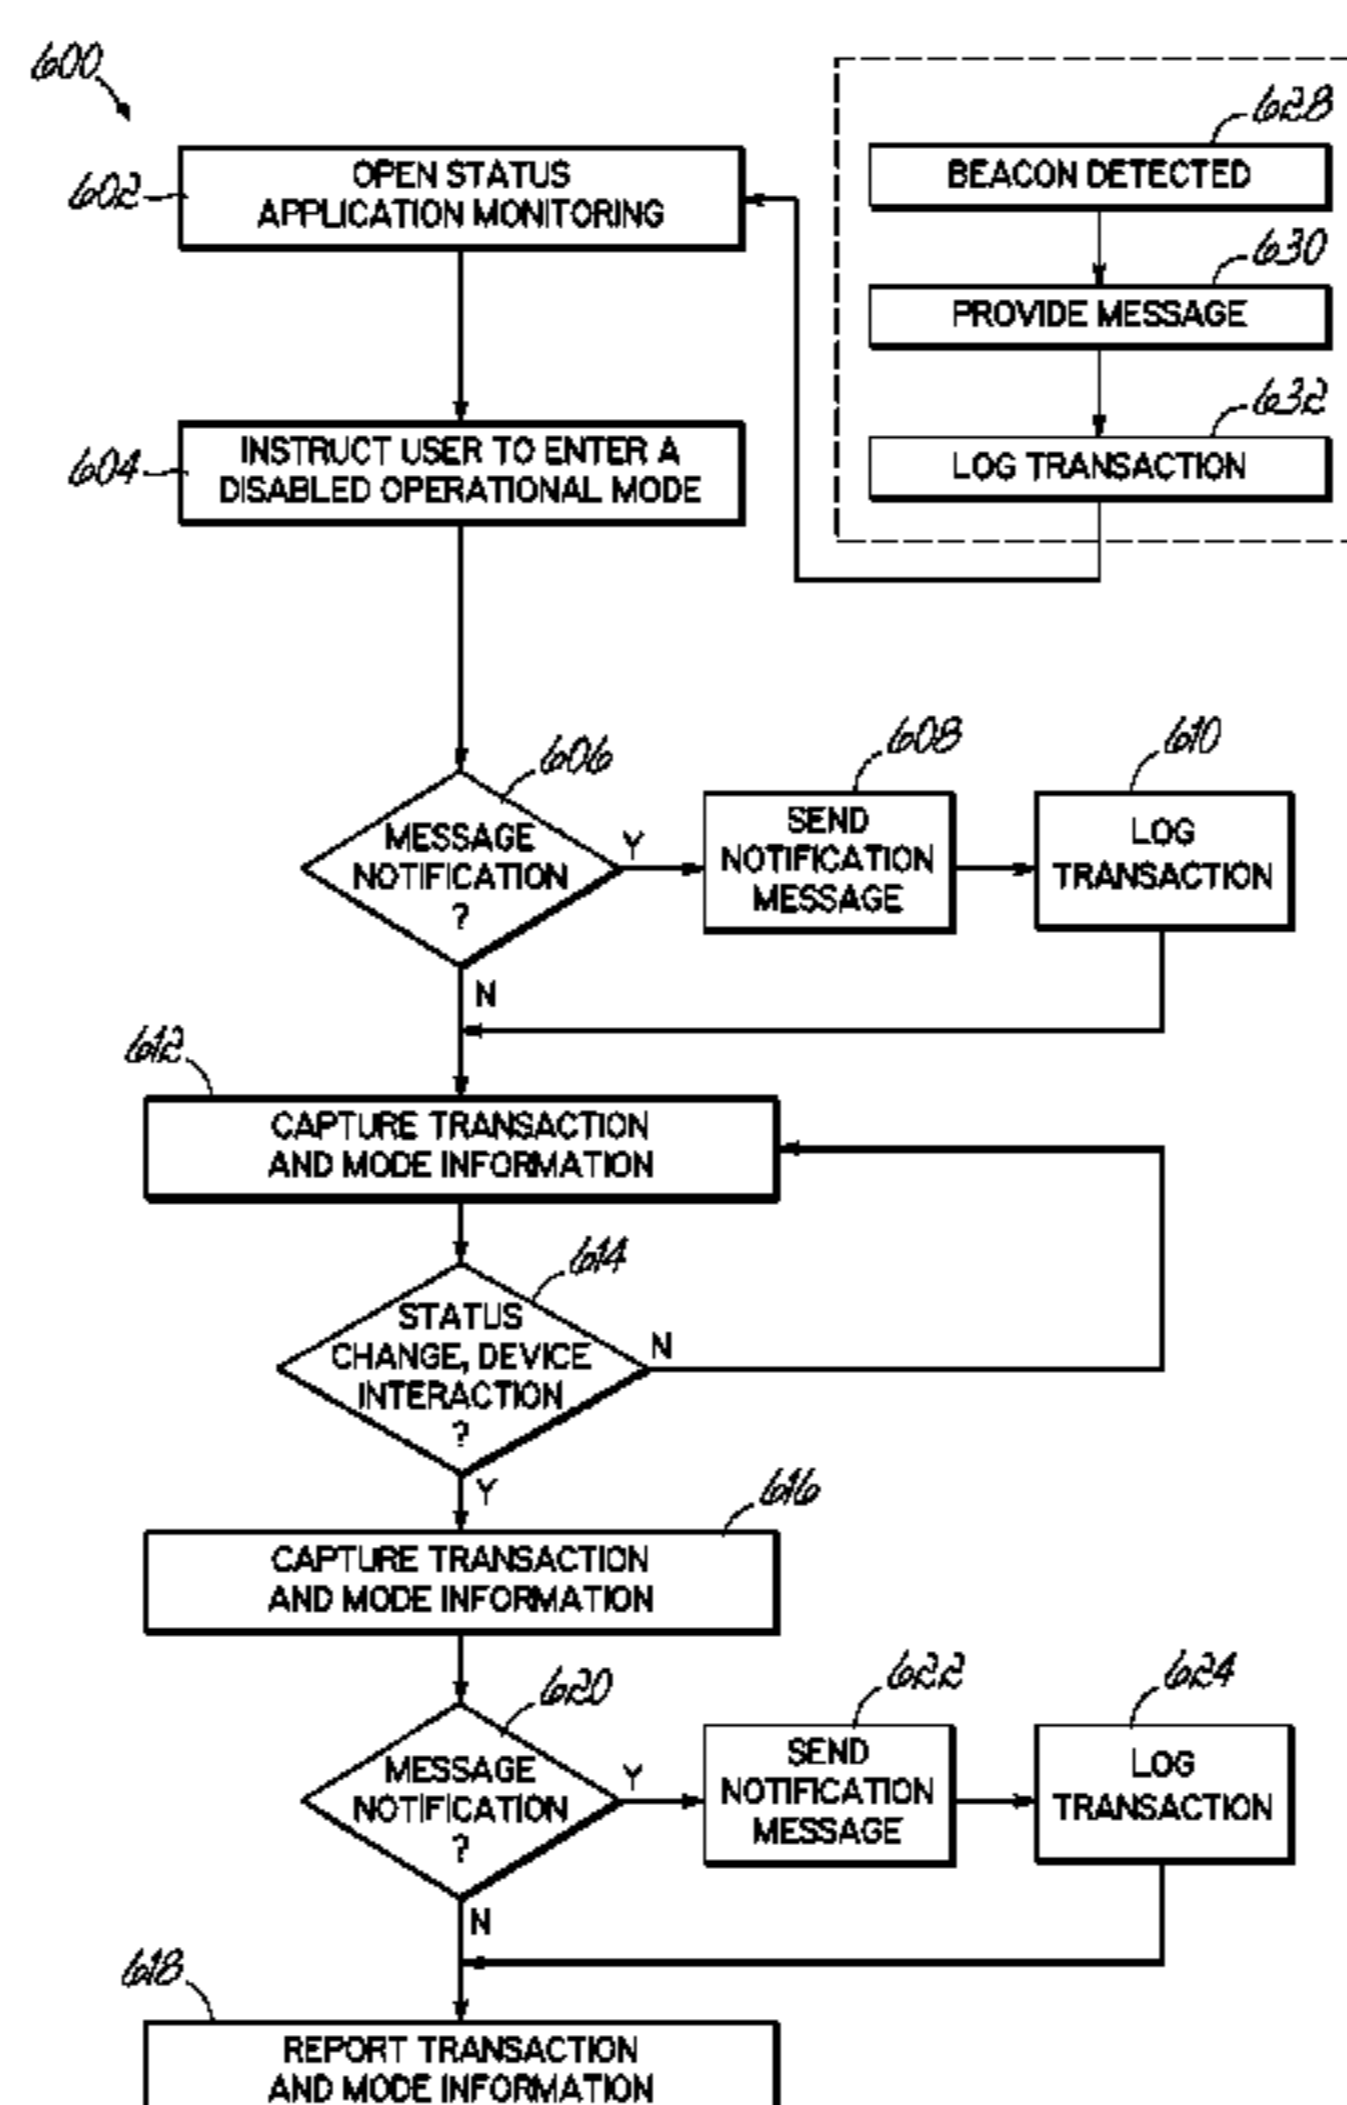 600
602
OPEN STATUS
APPLICATION MONITORING
628
BEACON DETECTED
630
PROVIDE MESSAGE
632
LOG TRANSACTION
604
INSTRUCT USER TO ENTER A
DISABLED OPERATIONAL MODE
606
MESSAGE
NOTIFICATION
?
Y
N
608
SEND
NOTIFICATION
MESSAGE
610
LOG
TRANSACTION
612
CAPTURE TRANSACTION
AND MODE INFORMATION
614
STATUS
CHANGE, DEVICE
INTERACTION
?
N
Y
616
CAPTURE TRANSACTION
AND MODE INFORMATION
620
MESSAGE
NOTIFICATION
?
Y
N
622
SEND
NOTIFICATION
MESSAGE
624
LOG
TRANSACTION
618
REPORT TRANSACTION
AND MODE INFORMATION